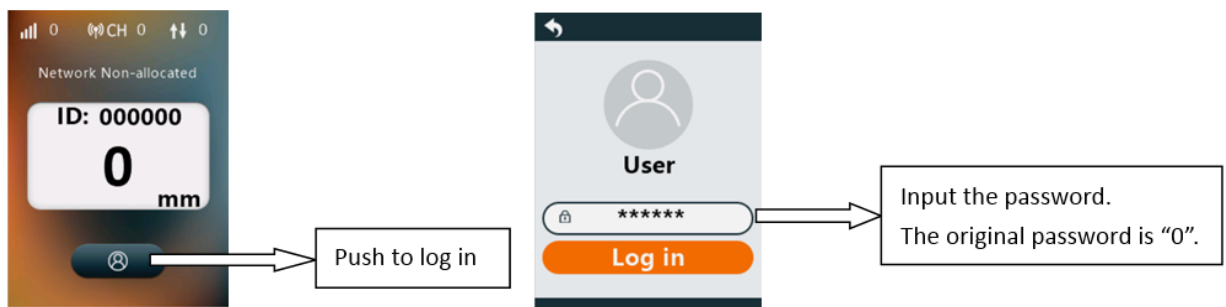 0 CH 0 0
Network Non-allocated
ID: 000000
0
mm
Push to log in
User
******
Log in
Input the password.
The original password is “0”.